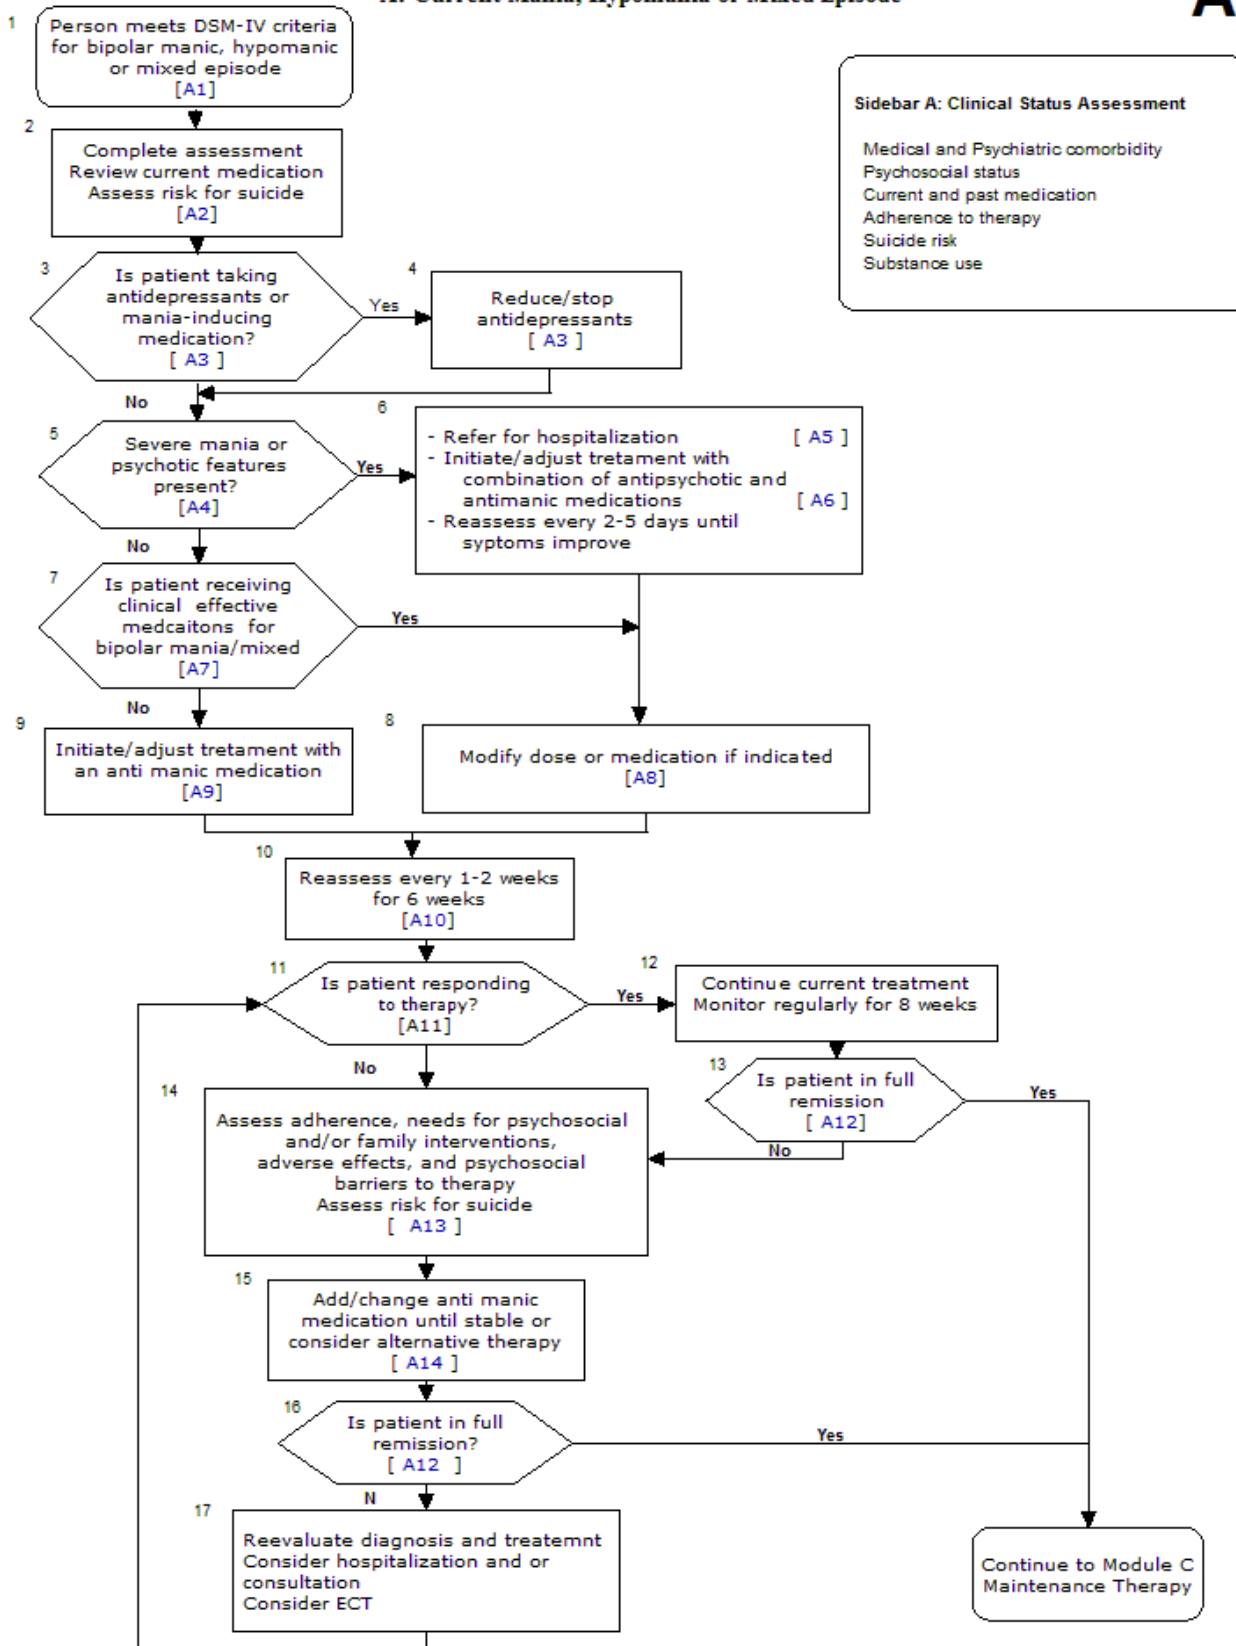 A: Current Mania, Hypomania or Mixed Episode
A
1
Person meets DSM-IV criteria
for bipolar manic, hypomanic
or mixed episode
[A1]
Sidebar A: Clinical Status Assessment
Medical and Psychiatric comorbidity
Psychosocial status
Current and past medication
Adherence to therapy
Suicide risk
Substance use
2
Complete assessment
Review current medication
Assess risk for suicide
[A2]
3
Is patient taking
antidepressants or
mania-inducing
medication?
[ A3 ]
Yes
4
Reduce/stop
antidepressants
[ A3 ]
No
5
Severe mania or
psychotic features
present?
[A4]
Yes
6
- Refer for hospitalization [ A5 ]
- Initiate/adjust tretament with
combination of antipsychotic and
antimanic medications [ A6 ]
- Reassess every 2-5 days until
syptoms improve
No
7
Is patient receiving
clinical effective
medcaitons for
bipolar mania/mixed
[A7]
Yes
No
9
Initiate/adjust tretament with
an anti manic medication
[A9]
8
Modify dose or medication if indicated
[A8]
10
Reassess every 1-2 weeks
for 6 weeks
[A10]
11
Is patient responding
to therapy?
[A11]
Yes
12
Continue current treatment
Monitor regularly for 8 weeks
No
13
Is patient in full
remission
[ A12]
Yes
No
14
Assess adherence, needs for psychosocial
and/or family interventions,
adverse effects, and psychosocial
barriers to therapy
Assess risk for suicide
[ A13 ]
15
Add/change anti manic
medication until stable or
consider alternative therapy
[ A14 ]
16
Is patient in full
remission?
[ A12 ]
Yes
N
17
Reevaluate diagnosis and treatemnt
Consider hospitalization and or
consultation
Consider ECT
Continue to Module C
Maintenance Therapy